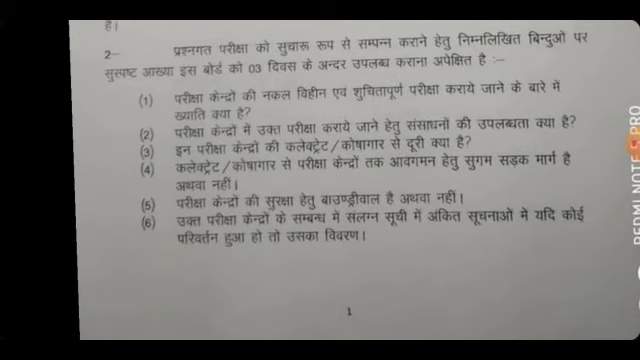 है।
2— प्रश्नगत परीक्षा को सुचारू रूप से सम्पन्न कराने हेतु निम्नलिखित बिन्दुओं पर
सुस्पष्ट आख्या इस बोर्ड को 03 दिवस के अन्दर उपलब्ध कराना अपेक्षित है :—
(1) परीक्षा केन्द्रों की नकल विहीन एवं शुचितापूर्ण परीक्षा कराये जाने के बारे में
ख्याति क्या है?
(2) परीक्षा केन्द्रों में उक्त परीक्षा कराये जाने हेतु संसाधनों की उपलब्धता क्या है?
(3) इन परीक्षा केन्द्रों की कलेक्ट्रेट/कोषागार से दूरी क्या है?
(4) कलेक्ट्रेट/कोषागार से परीक्षा केन्द्रों तक आवागमन हेतु सुगम सड़क मार्ग है
अथवा नहीं।
(5) परीक्षा केन्द्रों की सुरक्षा हेतु बाउण्ड्रीवाल है अथवा नहीं।
(6) उक्त परीक्षा केन्द्रों के सम्बन्ध में संलग्न सूची में अंकित सूचनाओं में यदि कोई
परिवर्तन हुआ हो तो उसका विवरण।
1
REDMI NOTE 5 PRO